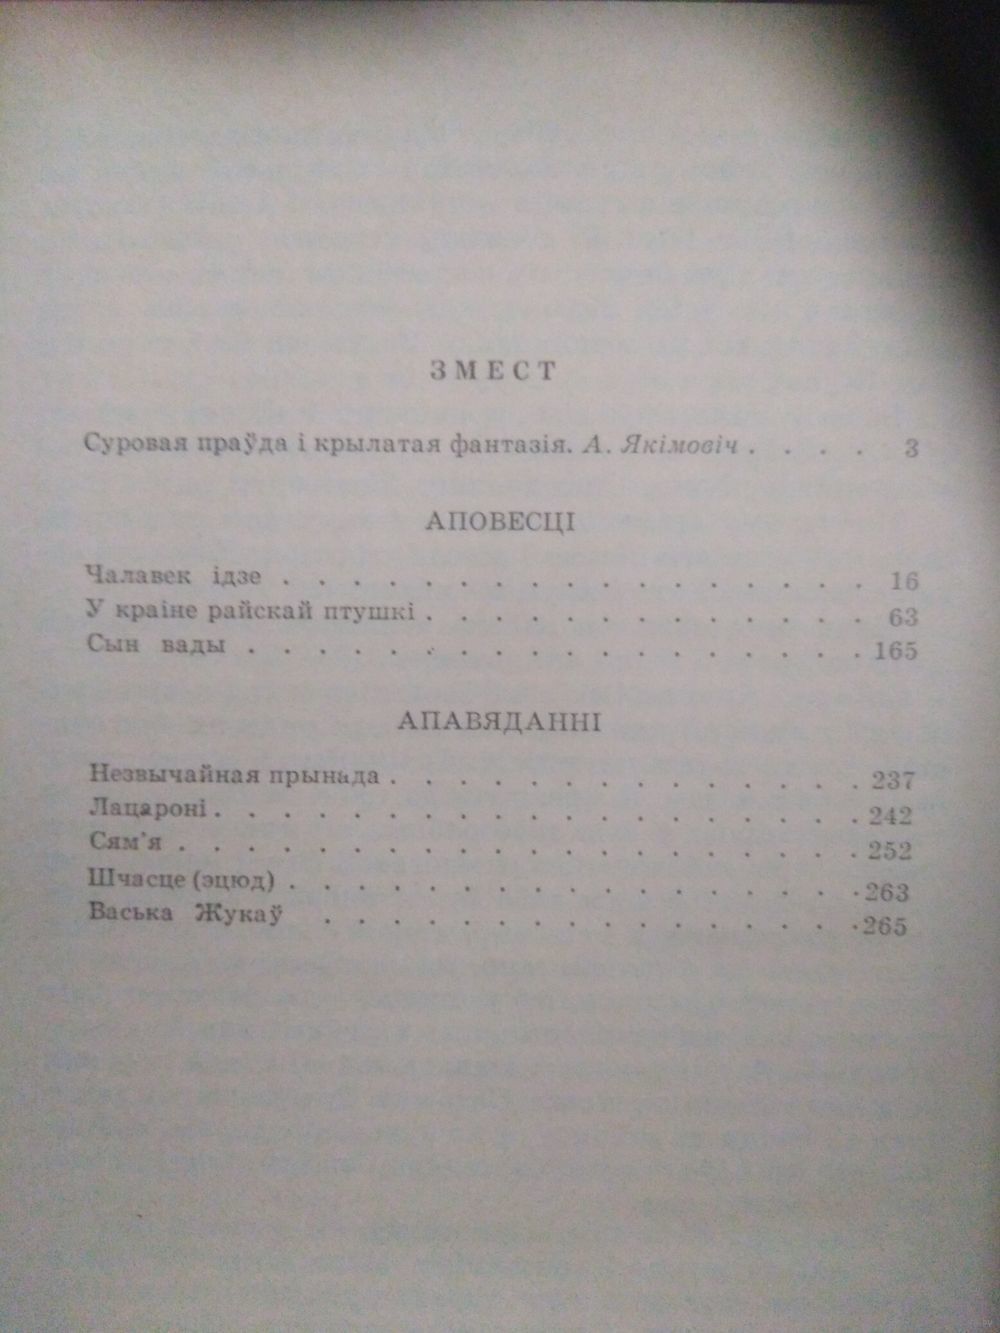 ЗМЕСТ
Суровая праўда і крылатая фантазія. А. Якімовіч . . . . 3
АПОВЕСЦІ
Чалавек ідзе . . . . . . . . . . . . . . . . . 16
У краіне райскай птушкі . . . . . . . . . . . . . 63
Сын вады . . . . . . . . . . . . . . . . . . 165
АПАВЯДАННІ
Незвычайная прынада . . . . . . . . . . . . . . 237
Лацароні . . . . . . . . . . . . . . . . . . . 242
Сям'я . . . . . . . . . . . . . . . . . . . . 252
Шчасце (эцюд) . . . . . . . . . . . . . . . . . 263
Васька Жукаў . . . . . . . . . . . . . . . . 265